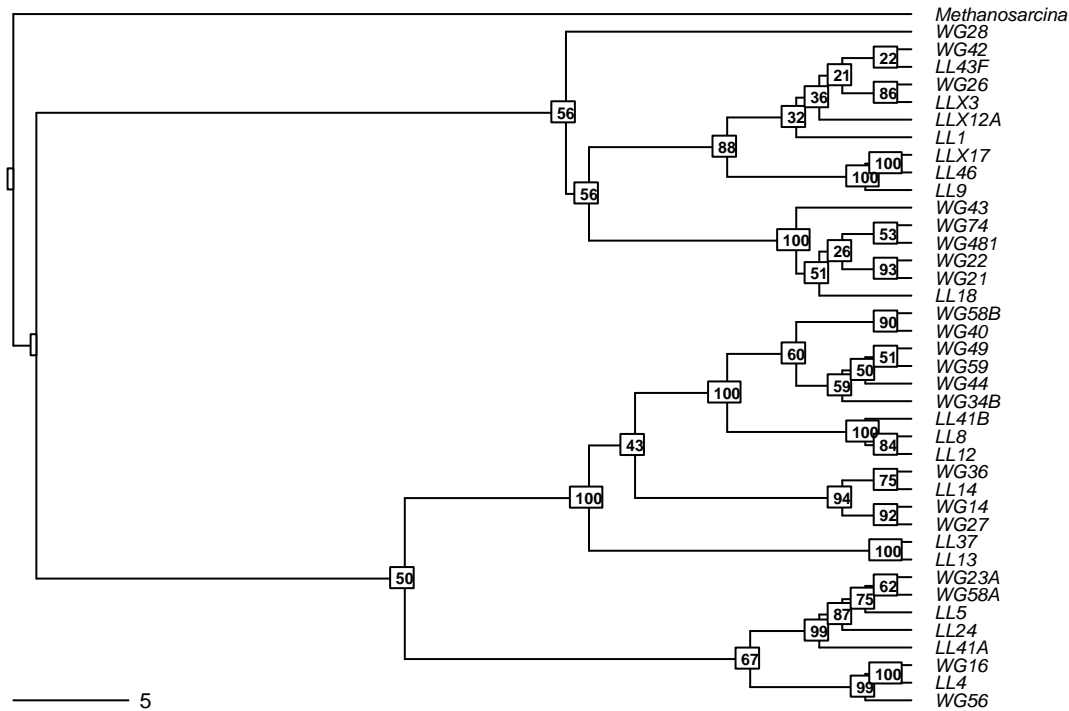 Methanosarcina
WG28
WG42
22
LL43F
21
WG26
36
86
LLX3
56
32
LLX12A
LL1
88
LLX17
100
LL46
100
LL9
56
WG43
WG74
53
100
WG481
26
WG22
51
93
WG21
LL18
WG58B
90
WG40
60
WG49
51
WG59
50
WG44
59
WG34B
100
LL41B
100
LL8
43
84
LL12
WG36
75
LL14
100
94
WG14
92
WG27
LL37
100
LL13
50
WG23A
62
WG58A
75
LL5
87
LL24
99
LL41A
67
WG16
100
LL4
99
WG56
5